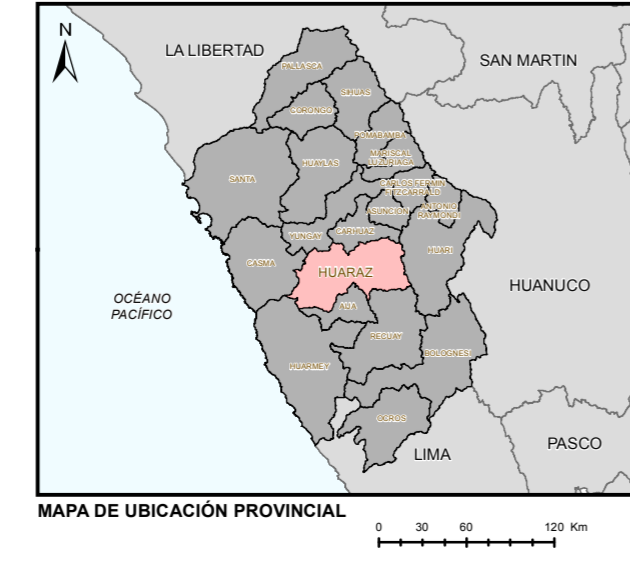 N
LA LIBERTAD
SAN MARTIN
PALLASCA
SIHUAS
CORONGO
POMABAMBA
MARISCAL
LUZURIAGA
HUAYLAS
SANTA
CARLOS FERMIN
FITZCARRALD
ANTONIO
RAYMONDI
ASUNCION
CARHUAZ
YUNGAY
HUARI
CASMA
HUARAZ
HUANUCO
OCÉANO
PACÍFICO
AIJA
RECUAY
BOLOGNESI
HUARMEY
OCROS
LIMA
PASCO
MAPA DE UBICACIÓN PROVINCIAL
0 30 60 120 Km